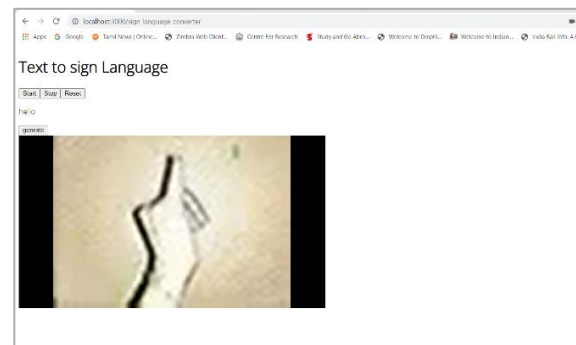 localhost:3000/sign-language-converter
Apps Google Tamil News | Online... Zimbra Web Client... Centre For Research Study and Go Abro... Welcome to Dolphi... Welcome to Indian... India Rail Info: A
Text to sign Language
Start Stop Reset
hello
generate